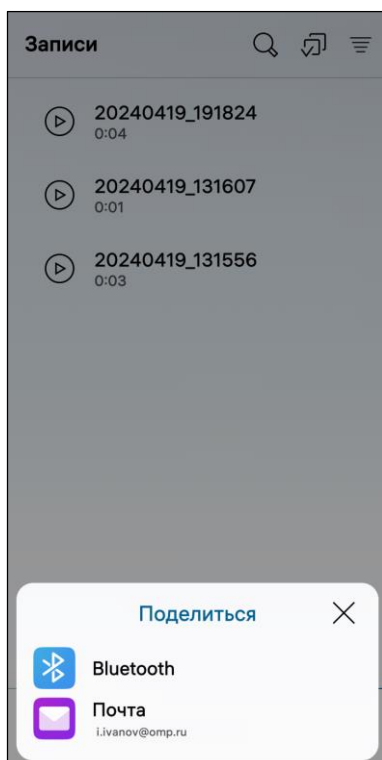 Записи
20240419_191824
0:04
20240419_131607
0:01
20240419_131556
0:03
Поделиться
Bluetooth
Почта
i.ivanov@omp.ru